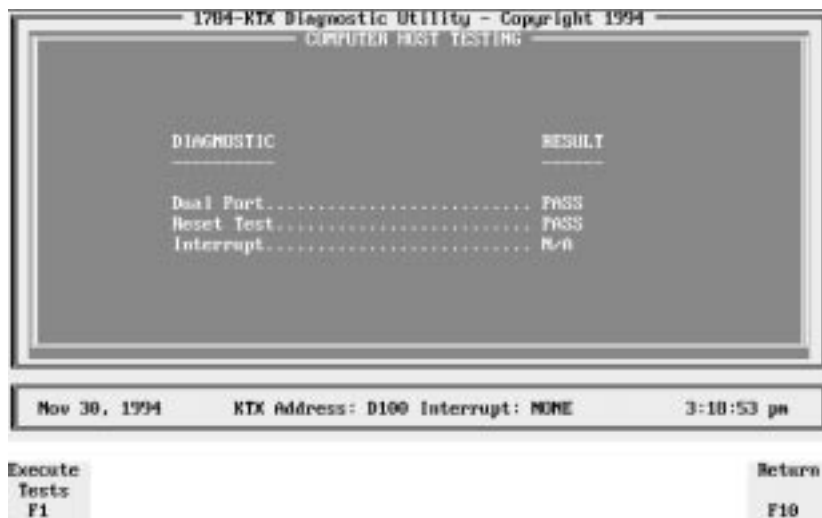 1784-KTX Diagnostic Utility - Copyright 1994
COMPUTER HOST TESTING
DIAGNOSTIC RESULT
---------- ------
Dual Port.......................... PASS
Reset Test......................... PASS
Interrupt.......................... N/A
Nov 30, 1994 KTX Address: D100 Interrupt: NONE 3:18:53 pm
Execute Return
Tests
F1 F10